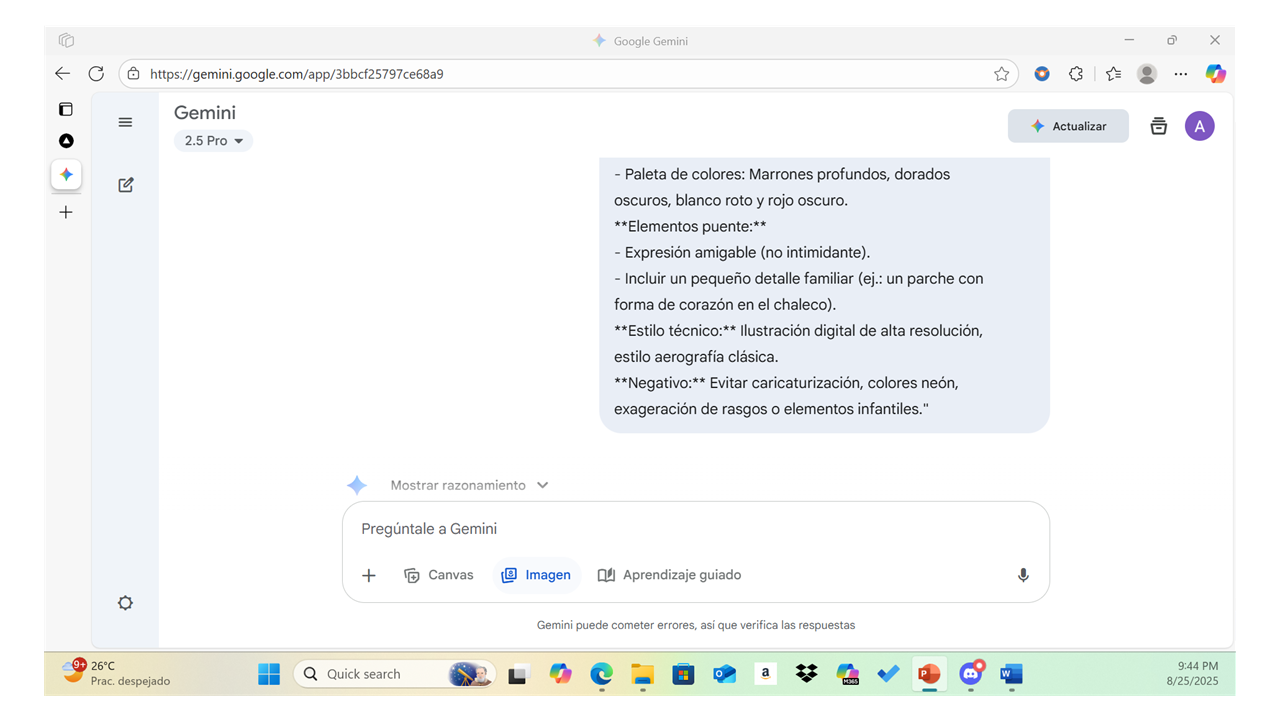 Google Gemini
https://gemini.google.com/app/3bbcf25797ce68a9
Gemini
2.5 Pro
Actualizar
A
- Paleta de colores: Marrones profundos, dorados
oscuros, blanco roto y rojo oscuro.
**Elementos puente:**
- Expresión amigable (no intimidante).
- Incluir un pequeño detalle familiar (ej.: un parche con
forma de corazón en el chaleco).
**Estilo técnico:** Ilustración digital de alta resolución,
estilo aerografía clásica.
**Negativo:** Evitar caricaturización, colores neón,
exageración de rasgos o elementos infantiles."
Mostrar razonamiento
Pregúntale a Gemini
Canvas
Imagen
Aprendizaje guiado
Gemini puede cometer errores, así que verifica las respuestas
9+
26°C
Prac. despejado
Quick search
a
M365
P
W
9:44 PM
8/25/2025